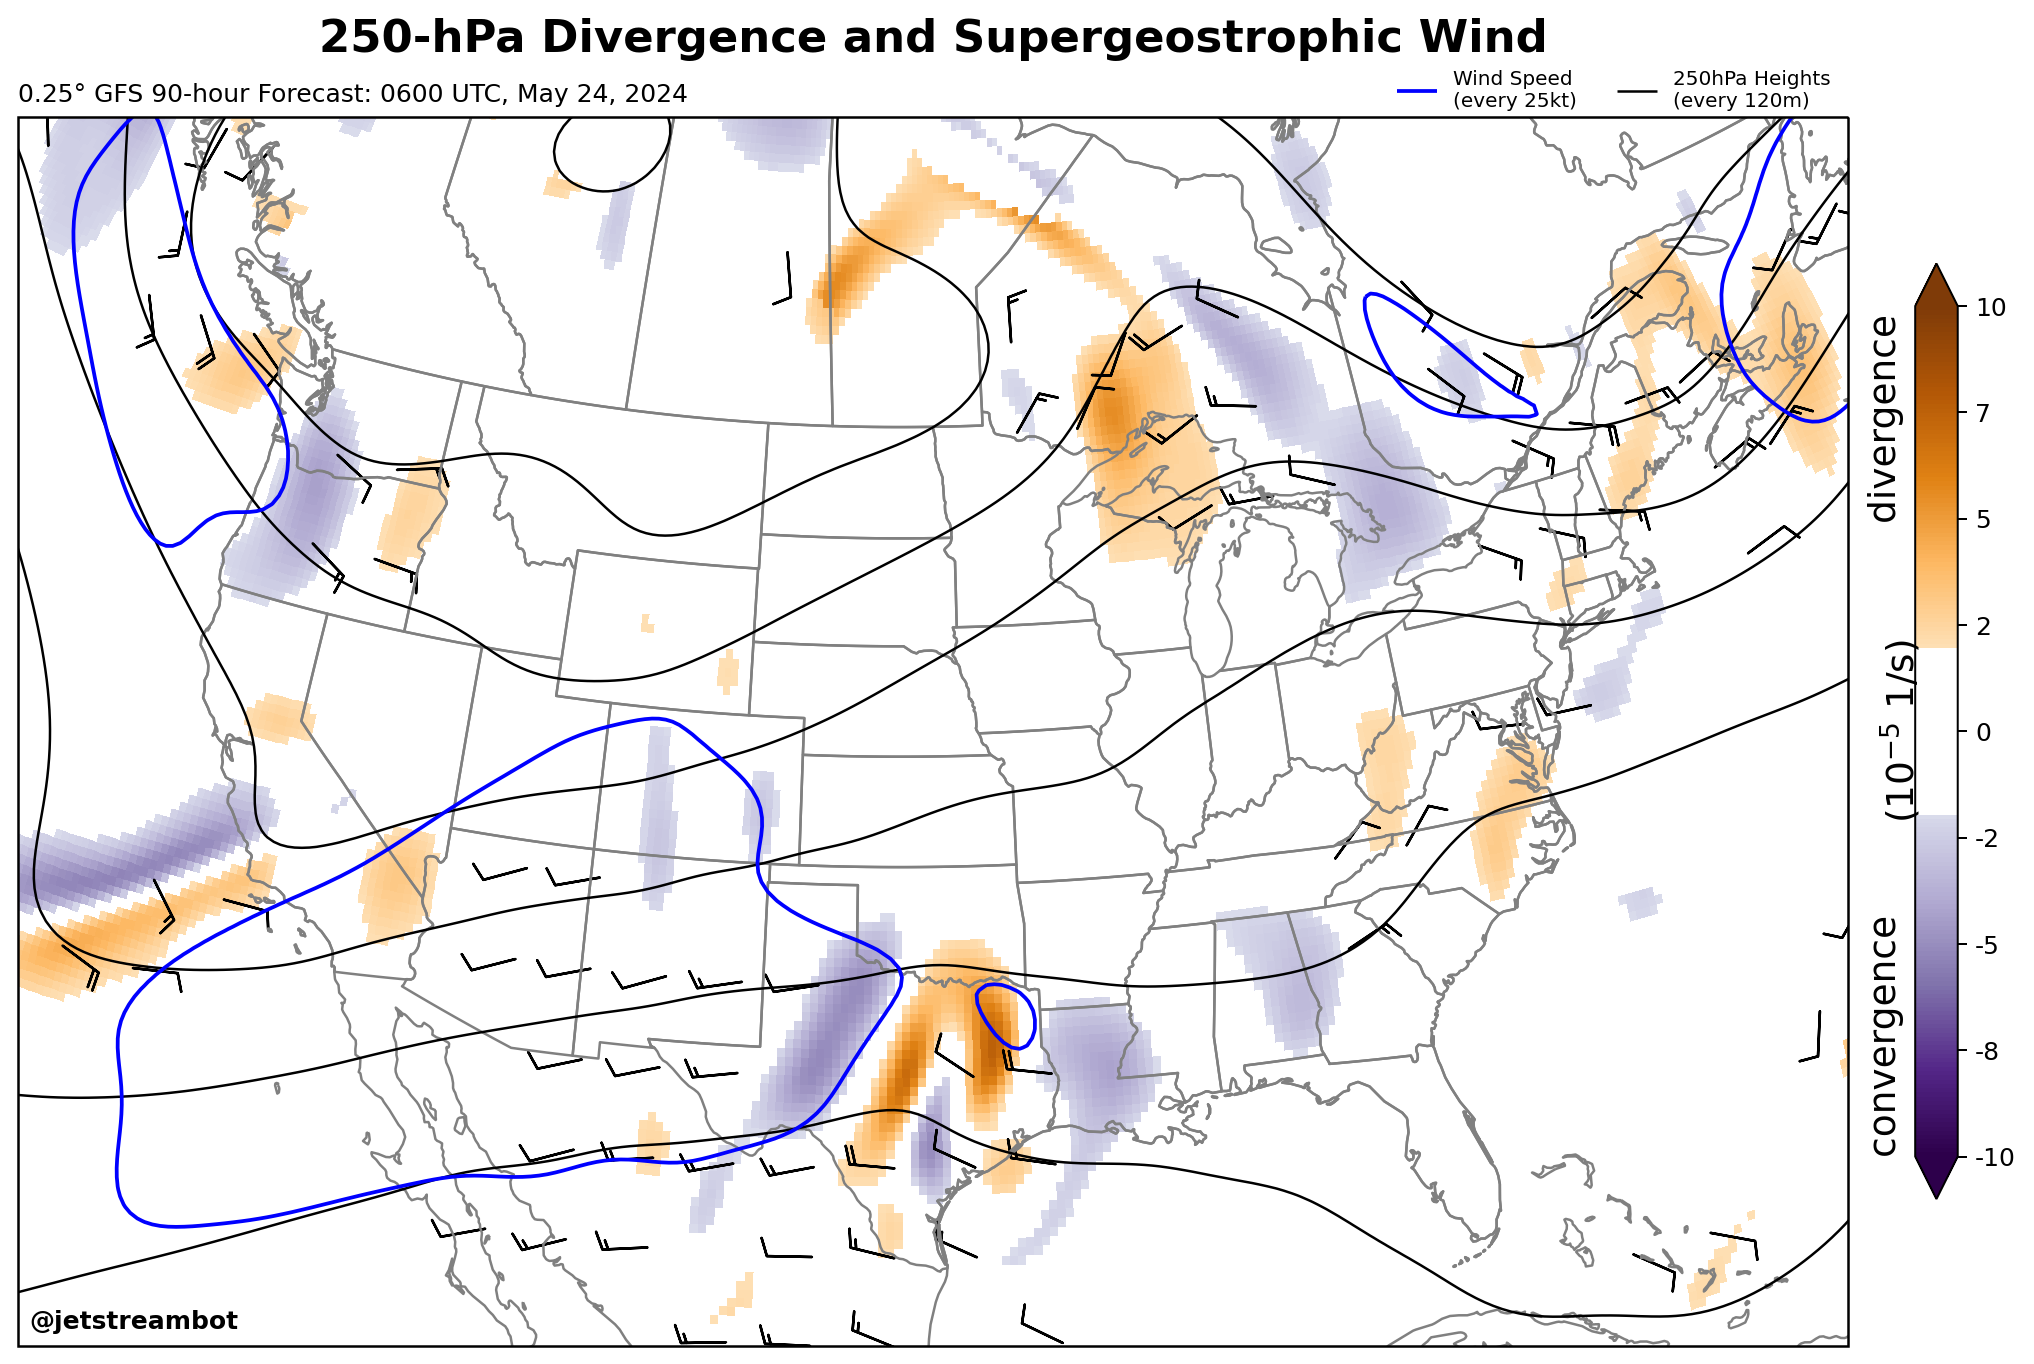 250-hPa Divergence and Supergeostrophic Wind
0.25° GFS 90-hour Forecast: 0600 UTC, May 24, 2024
Wind Speed
(every 25kt)
250hPa Heights
(every 120m)
divergence
(10⁻⁵ 1/s)
convergence
10
7
5
2
0
-2
-5
-8
-10
@jetstreambot